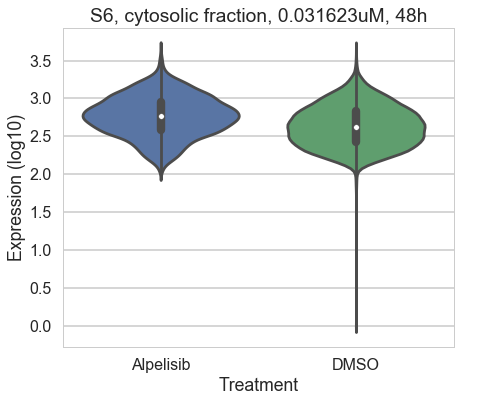 S6, cytosolic fraction, 0.031623uM, 48h
Expression (log10)
3.5
3.0
2.5
2.0
1.5
1.0
0.5
0.0
Alpelisib DMSO
Treatment